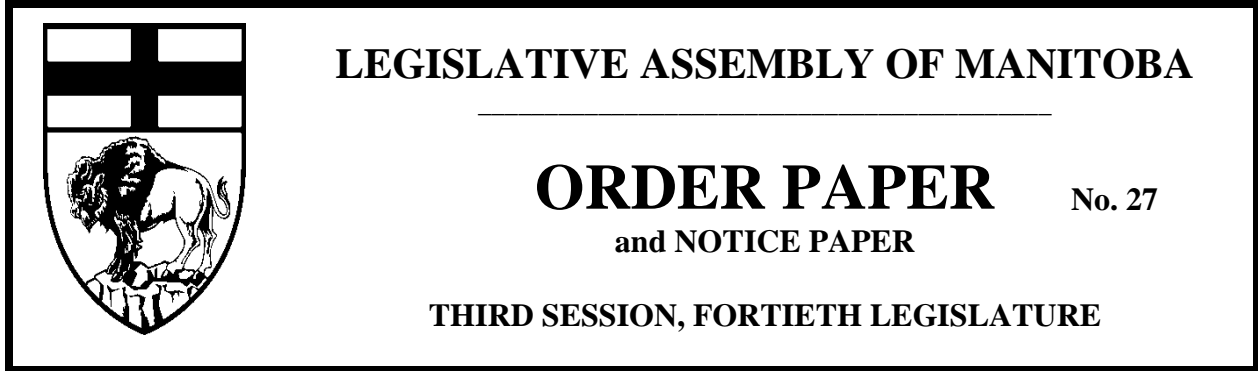 LEGISLATIVE ASSEMBLY OF MANITOBA
ORDER PAPER No. 27
and NOTICE PAPER
THIRD SESSION, FORTIETH LEGISLATURE